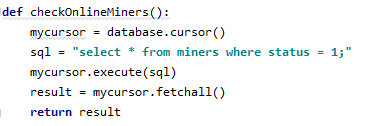 def checkOnlineMiners():
    mycursor = database.cursor()
    sql = "select * from miners where status = 1;"
    mycursor.execute(sql)
    result = mycursor.fetchall()
    return result